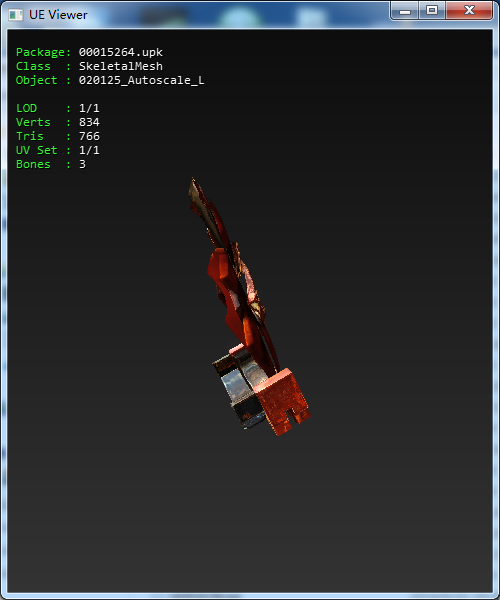 UE Viewer
Package: 00015264.upk
Class : SkeletalMesh
Object : 020125_Autoscale_L
LOD : 1/1
Verts : 834
Tris : 766
UV Set : 1/1
Bones : 3